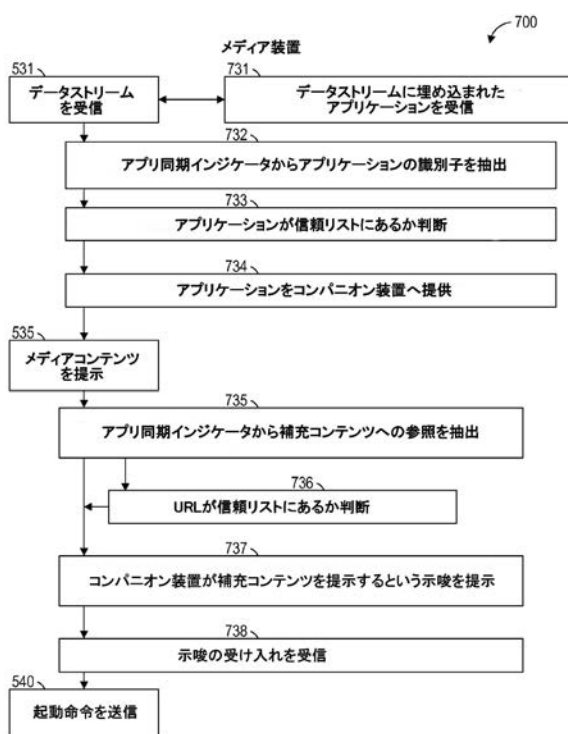 700
メディア装置
531
データストリーム
を受信
731
データストリームに埋め込まれた
アプリケーションを受信
732
アプリ同期インジケータからアプリケーションの識別子を抽出
733
アプリケーションが信頼リストにあるか判断
734
アプリケーションをコンパニオン装置へ提供
535
メディアコンテンツ
を提示
735
アプリ同期インジケータから補充コンテンツへの参照を抽出
736
URLが信頼リストにあるか判断
737
コンパニオン装置が補充コンテンツを提示するという示唆を提示
738
示唆の受け入れを受信
540
起動命令を送信